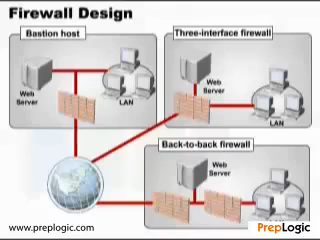 Firewall Design
Bastion host
Web
Server
LAN
Three-interface firewall
Web
Server
LAN
Back-to-back firewall
Web
Server
www.preplogic.com
PrepLogic